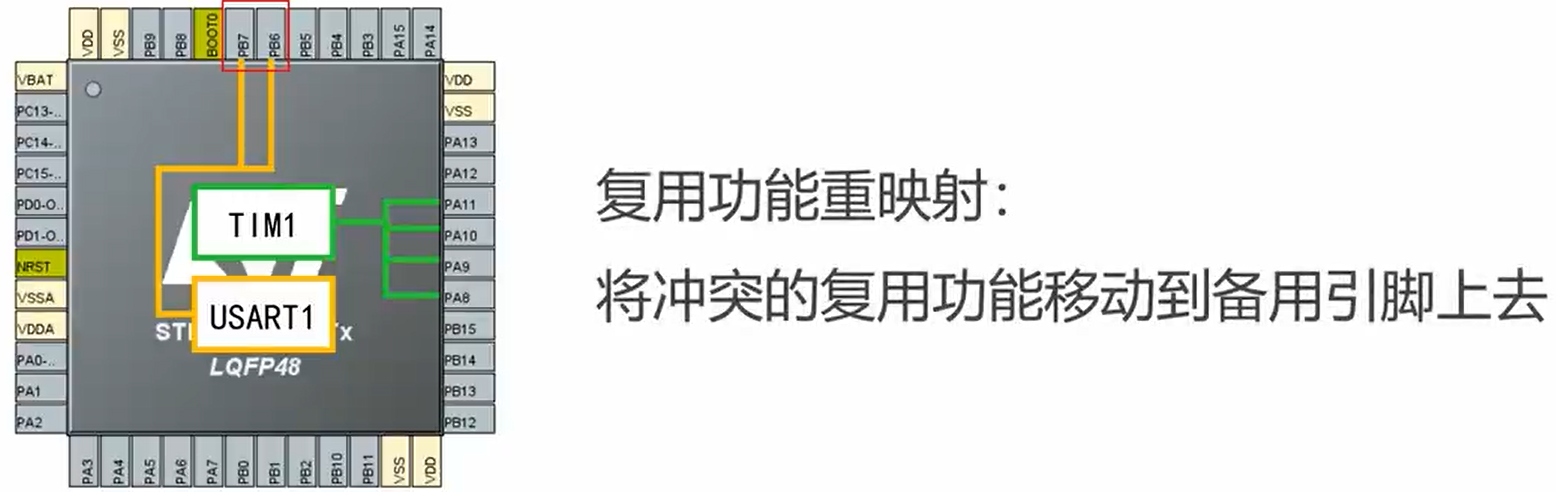 VDD
VSS
PB9
PB8
BOOT0
PB7
PB6
PB5
PB4
PB3
PA15
PA14
VBAT
PC13-..
PC14-..
PC15-..
PD0-O..
PD1-O..
NRST
VSSA
VDDA
PA0-..
PA1
PA2
VDD
VSS
PA13
PA12
PA11
PA10
PA9
PA8
PB15
PB14
PB13
PB12
TIM1
USART1
LQFP48
PA3
PA4
PA5
PA6
PA7
PB0
PB1
PB2
PB10
PB11
VSS
VDD
复用功能重映射：
将冲突的复用功能移动到备用引脚上去